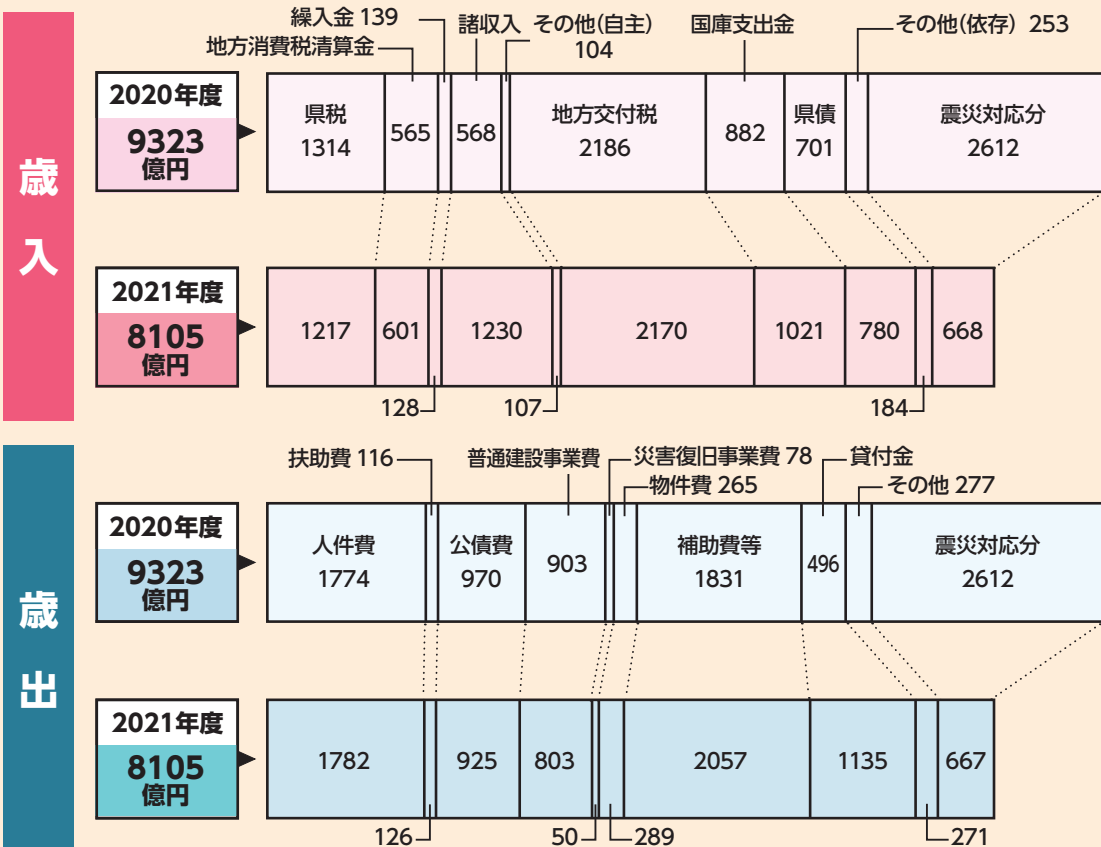 歳入
繰入金 139
地方消費税清算金
諸収入
その他(自主)
104
国庫支出金
その他(依存) 253
2020年度
9323
億円
県税
1314
565
568
地方交付税
2186
882
県債
701
震災対応分
2612
2021年度
8105
億円
1217
601
1230
2170
1021
780
668
128
107
184
歳出
扶助費 116
普通建設事業費
災害復旧事業費 78
物件費 265
貸付金
その他 277
2020年度
9323
億円
人件費
1774
公債費
970
903
補助費等
1831
496
震災対応分
2612
2021年度
8105
億円
1782
925
803
2057
1135
667
126
50
289
271